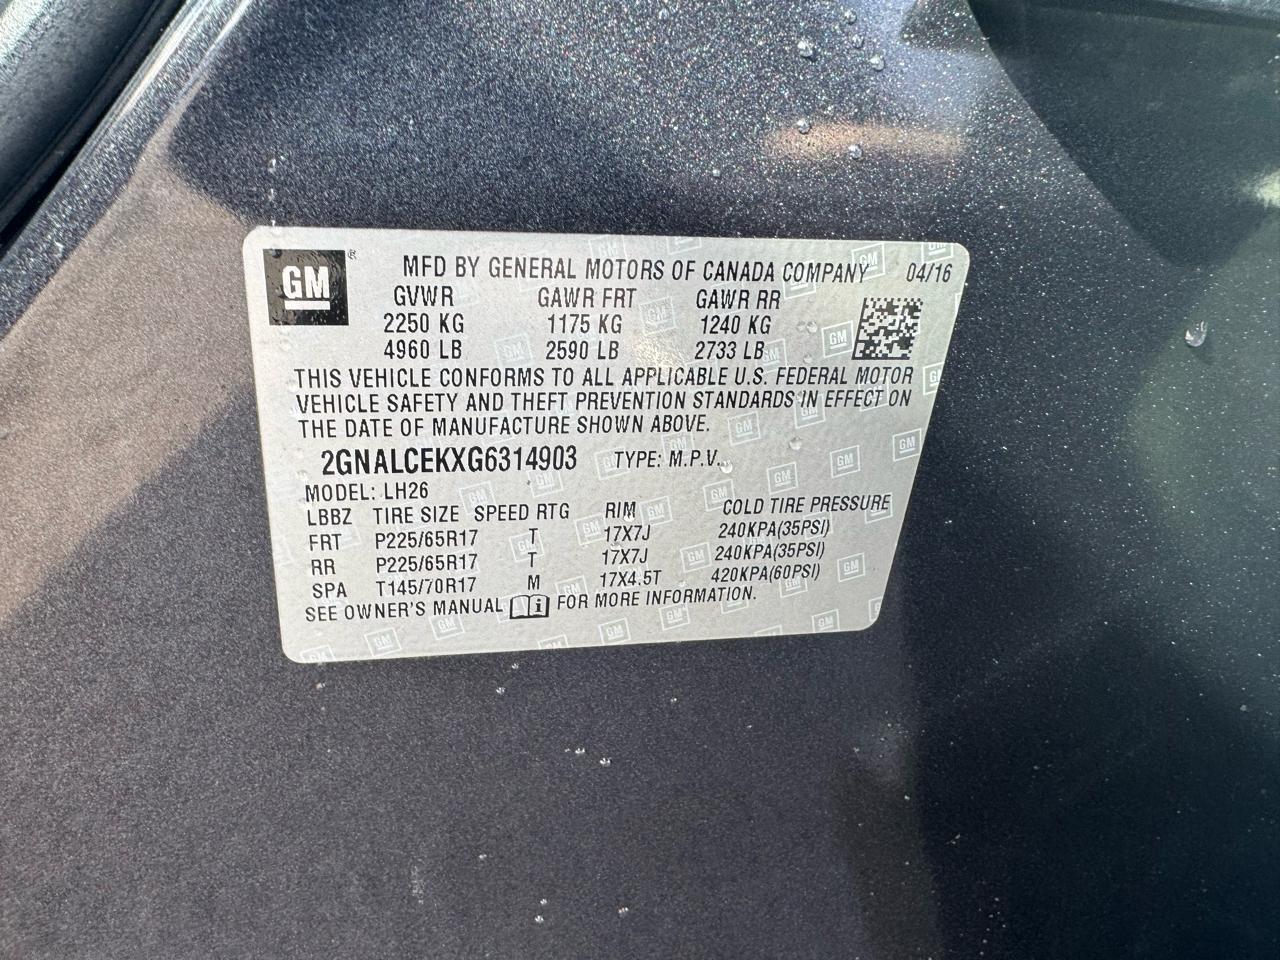 GM ®
MFD BY GENERAL MOTORS OF CANADA COMPANY 04/16
GVWR GAWR FRT GAWR RR
2250 KG 1175 KG 1240 KG
4960 LB 2590 LB 2733 LB
THIS VEHICLE CONFORMS TO ALL APPLICABLE U.S. FEDERAL MOTOR
VEHICLE SAFETY AND THEFT PREVENTION STANDARDS IN EFFECT ON
THE DATE OF MANUFACTURE SHOWN ABOVE.
2GNALCEKXG6314903 TYPE: M.P.V.
MODEL: LH26
LBBZ TIRE SIZE SPEED RTG RIM COLD TIRE PRESSURE
FRT P225/65R17 T 17X7J 240KPA(35PSI)
RR P225/65R17 T 17X7J 240KPA(35PSI)
SPA T145/70R17 M 17X4.5T 420KPA(60PSI)
SEE OWNER'S MANUAL FOR MORE INFORMATION.